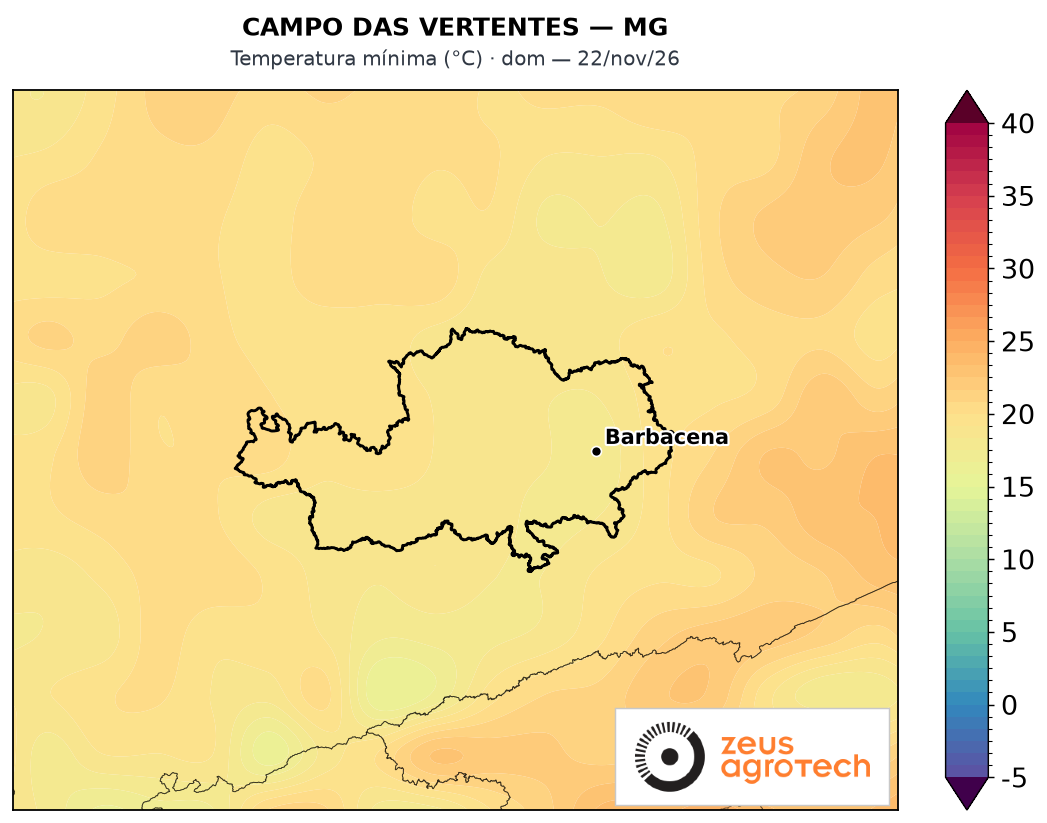 CAMPO DAS VERTENTES — MG
Temperatura mínima (°C) · dom — 22/nov/26
40
35
30
25
20
15
10
5
0
-5
Barbacena
zeus
agrotech